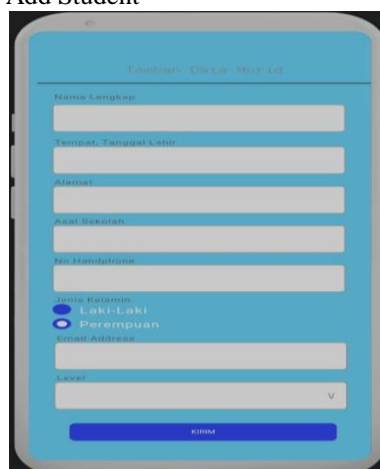 Add Student
Tambah Data Murid
Nama Lengkap
Tempat, Tanggal Lahir
Alamat
Asal Sekolah
No Handphone
Jenis Kelamin
Laki-Laki
Perempuan
Email Address
Level
KIRIM